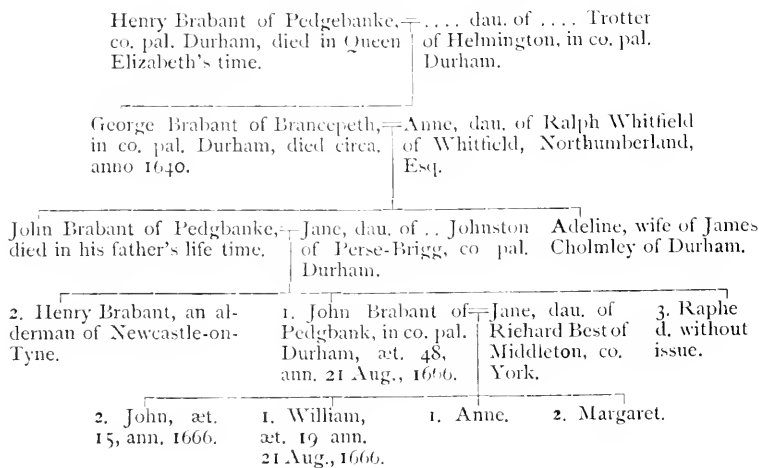 Henry Brabant of Pedgebanke,
co. pal. Durham, died in Queen
Elizabeth's time.
.... dau. of .... Trotter
of Helmington, in co. pal.
Durham.
George Brabant of Brancepeth,
in co. pal. Durham, died circa.
anno 1640.
Anne, dau. of Ralph Whitfield
of Whitfield, Northumberland,
Esq.
John Brabant of Pedgbanke,
died in his father's life time.
Jane, dau. of .. Johnston
of Perse-Brigg, co pal.
Durham.
Adeline, wife of James
Cholmley of Durham.
2. Henry Brabant, an al-
derman of Newcastle-on-
Tyne.
1. John Brabant of
Pedgbank, in co. pal.
Durham, æt. 48,
ann. 21 Aug., 1666.
Jane, dau. of
Richard Best of
Middleton, co.
York.
3. Raphe
d. without
issue.
2. John, æt.
15, ann. 1666.
1. William,
æt. 19 ann.
21 Aug., 1666.
1. Anne.
2. Margaret.